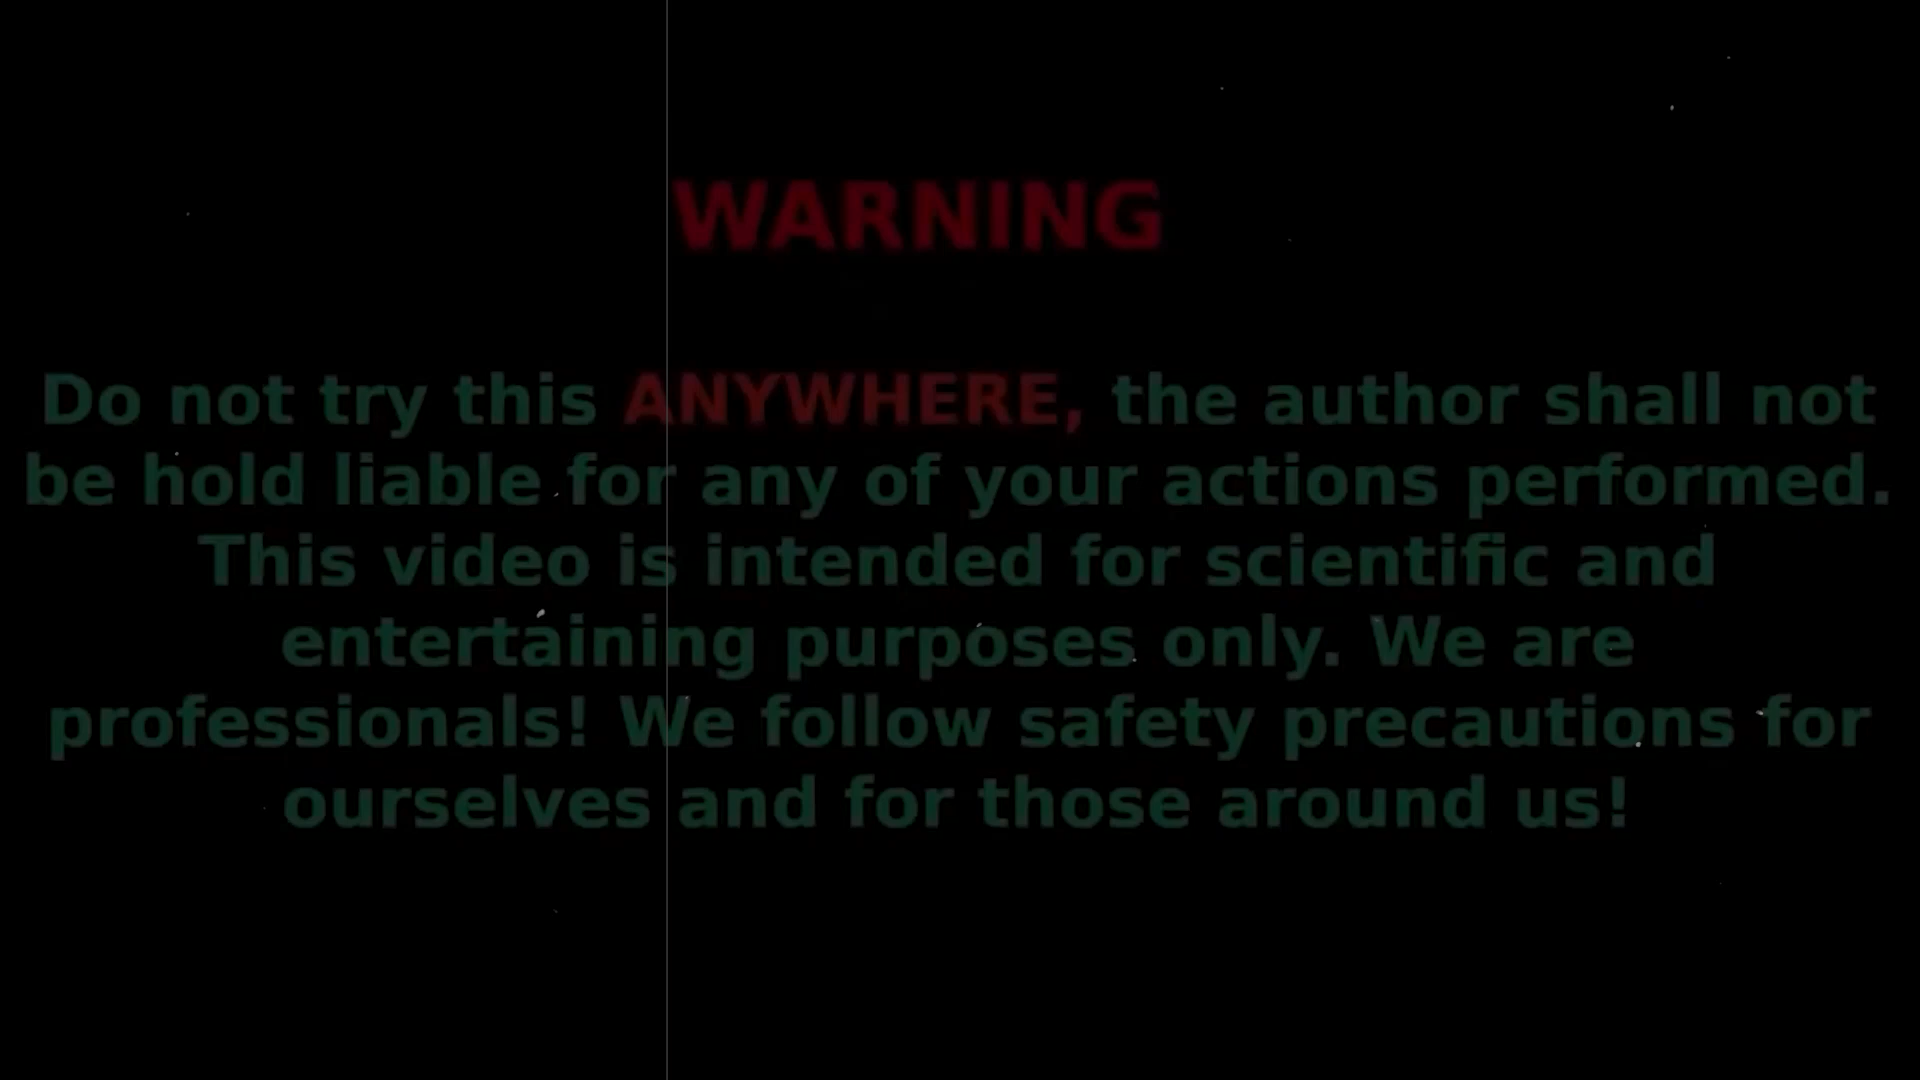 WARNING
Do not try this ANYWHERE, the author shall not
be hold liable for any of your actions performed.
This video is intended for scientific and
entertaining purposes only. We are
professionals! We follow safety precautions for
ourselves and for those around us!